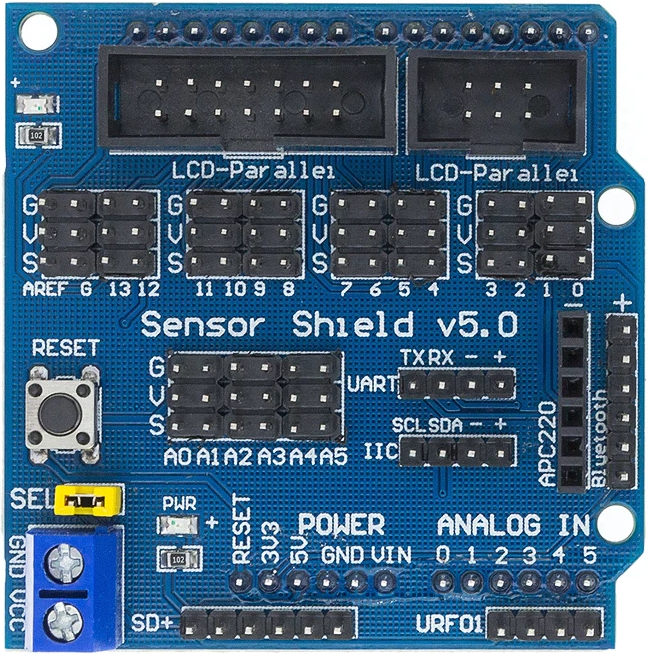 +
102
LCD-Parallel LCD-Parallel
G G G G
V V V V
S S S S
AREF G 13 12 11 10 9 8 7 6 5 4 3 2 1 0
Sensor Shield v5.0
- +
RESET
G
V
S
A0 A1 A2 A3 A4 A5
TX RX - +
UART
SCL SDA - +
IIC
APC220
Bluetooth
SEL
PWR
+
102
GND VCC
RESET
3V3
5V
POWER
GND VIN
ANALOG IN
0 1 2 3 4 5
SD+
URF01